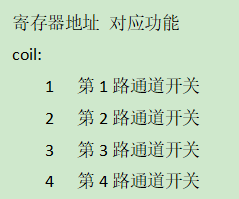 寄存器地址 对应功能
coil:
1 第 1 路通道开关
2 第 2 路通道开关
3 第 3 路通道开关
4 第 4 路通道开关